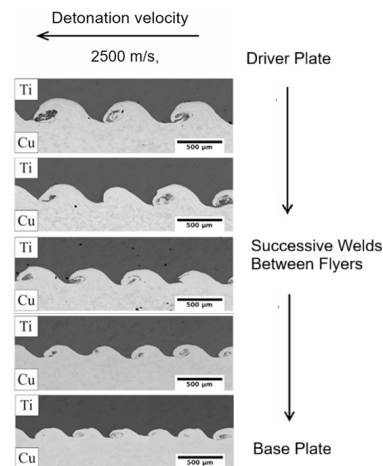 Detonation velocity
2500 m/s,
Driver Plate
Ti
Cu
500 µm
Ti
Cu
500 µm
Successive Welds
Between Flyers
Ti
Cu
500 µm
Ti
Cu
500 µm
Ti
Cu
500 µm
Base Plate